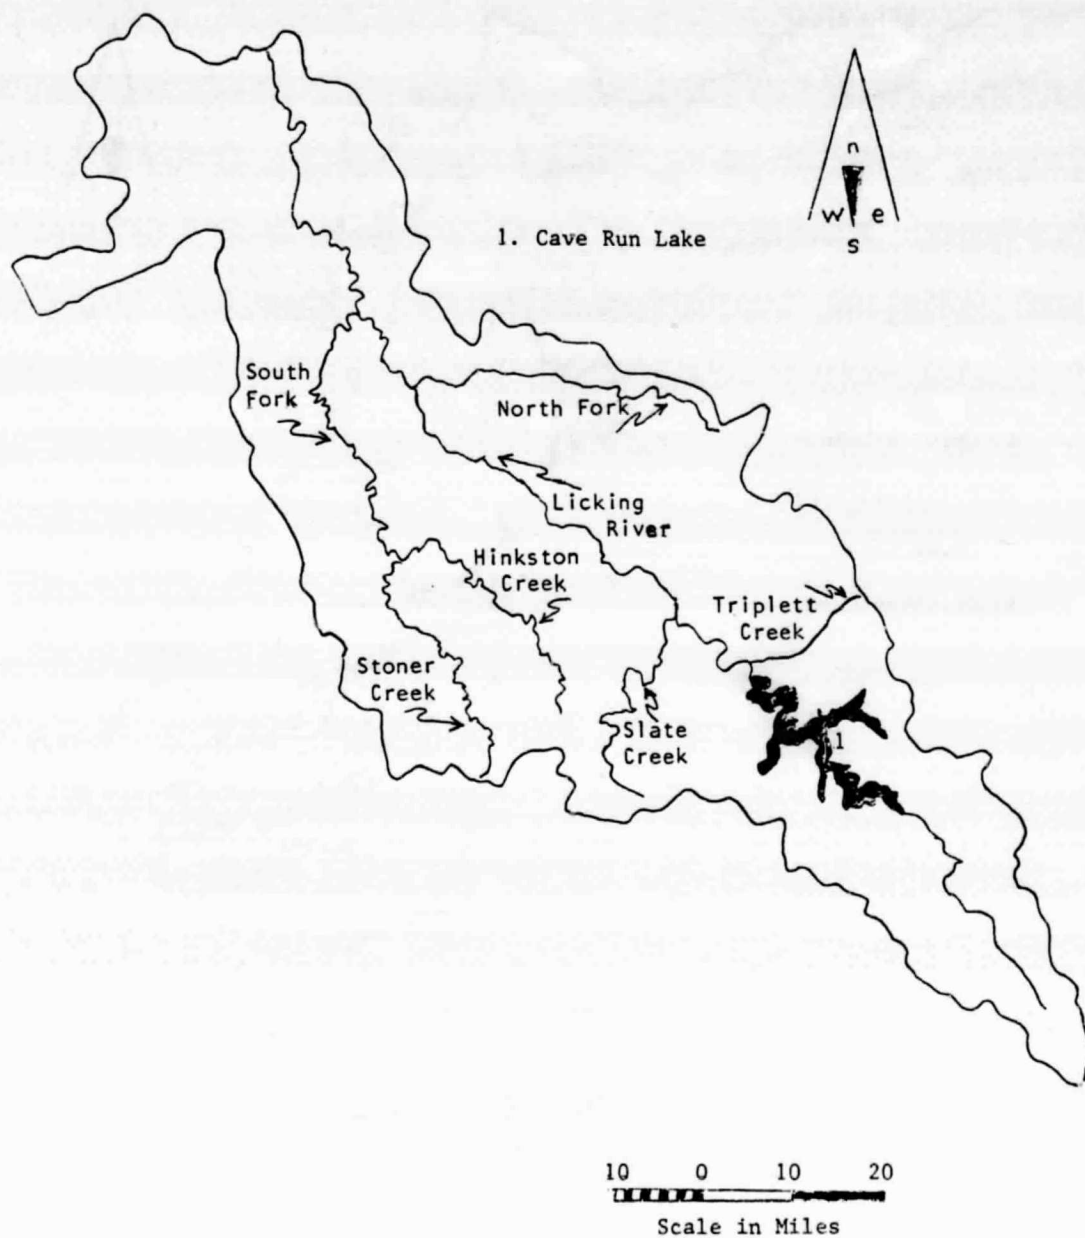 n
w e
s
1. Cave Run Lake
South
Fork
North Fork
Licking
River
Hinkston
Creek
Triplett
Creek
Stoner
Creek
Slate
Creek
1
10 0 10 20
Scale in Miles